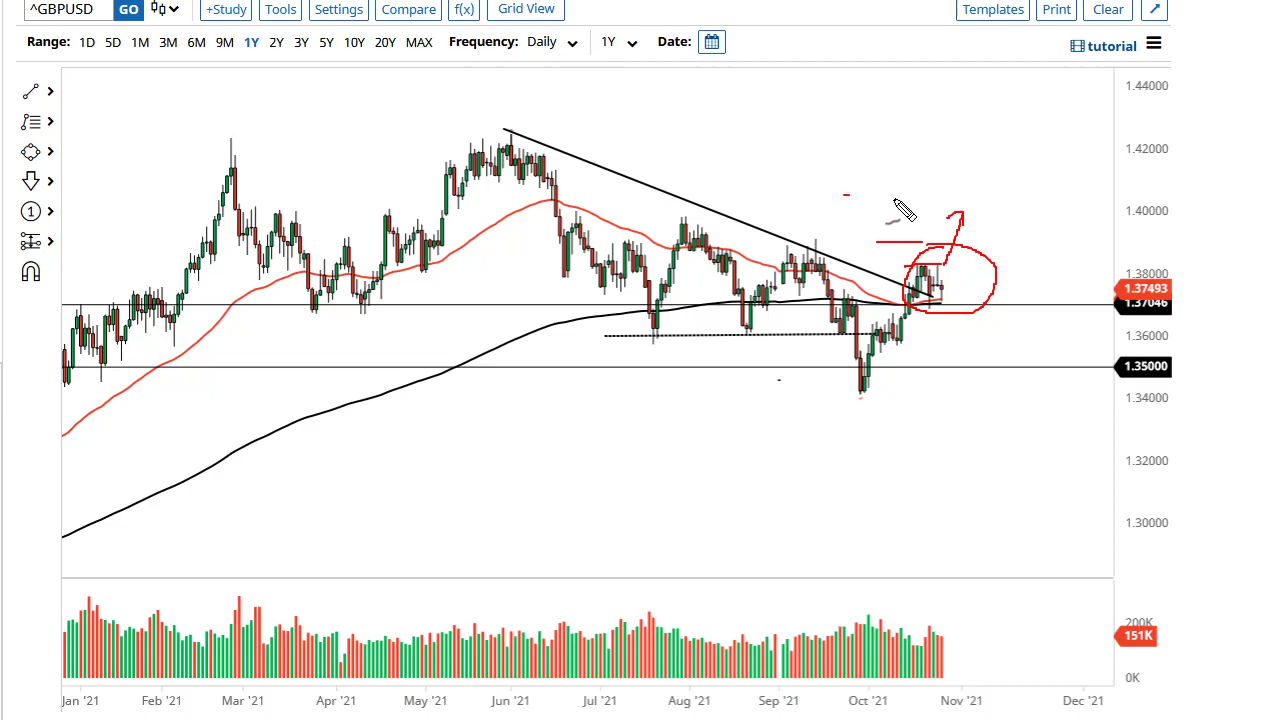 ^GBPUSD GO +Study Tools Settings Compare f(x) Grid View Templates Print Clear
Range: 1D 5D 1M 3M 6M 9M 1Y 2Y 3Y 5Y 10Y 20Y MAX Frequency: Daily 1Y Date: tutorial
1.44000
1.42000
1.40000
1.38000
1.37493
1.37046
1.36000
1.35000
1.34000
1.32000
1.30000
200K
151K
0K
Jan '21 Feb '21 Mar '21 Apr '21 May '21 Jun '21 Jul '21 Aug '21 Sep '21 Oct '21 Nov '21 Dec '21
1